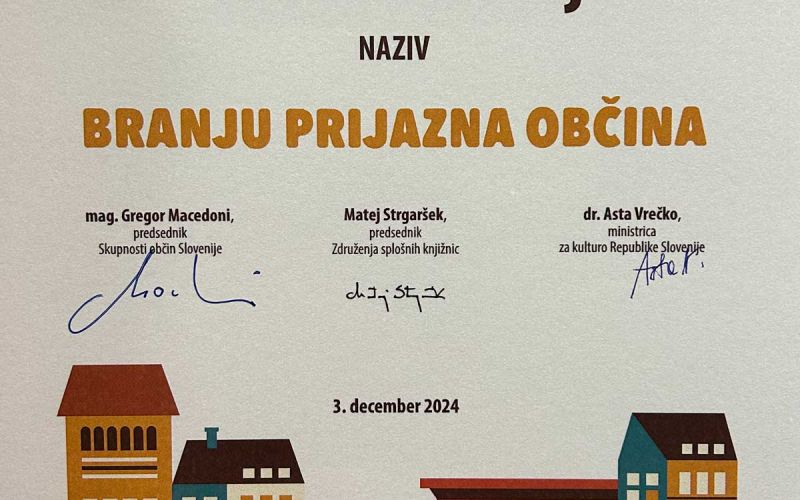 NAZIV
BRANJU PRIJAZNA OBČINA
mag. Gregor Macedoni,
predsednik
Skupnosti občin Slovenije
Matej Strgaršek,
predsednik
Združenja splošnih knjižnic
dr. Asta Vrečko,
ministrica
za kulturo Republike Slovenije
3. december 2024